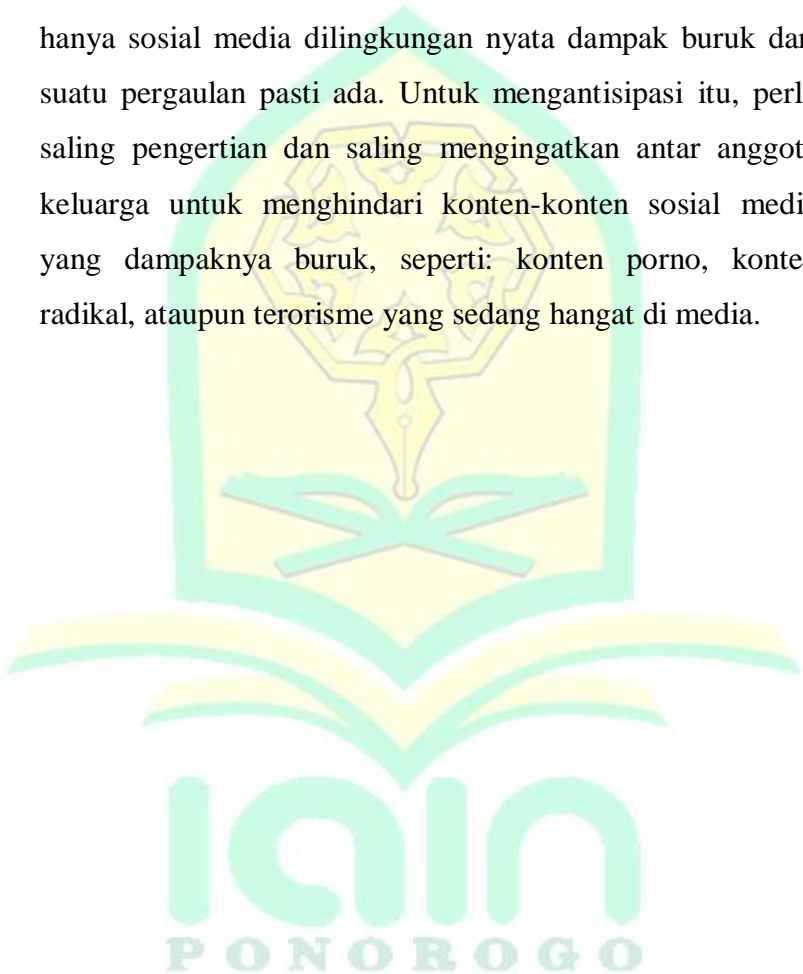 hanya sosial media dilingkungan nyata dampak buruk dar
suatu pergaulan pasti ada. Untuk mengantisipasi itu, perl
saling pengertian dan saling mengingatkan antar anggot
keluarga untuk menghindari konten-konten sosial medi
yang dampaknya buruk, seperti: konten porno, konte
radikal, ataupun terorisme yang sedang hangat di media.
iain
PONOROGO